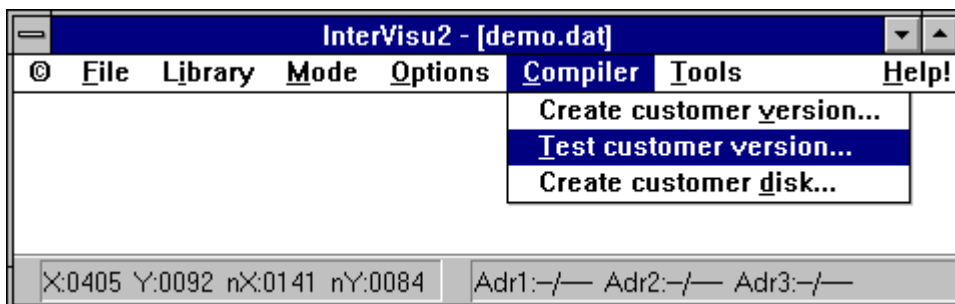 InterVisu2 - [demo.dat]
© File Library Mode Options Compiler Tools Help!
Create customer version...
Test customer version...
Create customer disk...
X:0405 Y:0092 nX:0141 nY:0084 Adr1:–/— Adr2:–/— Adr3:–/—